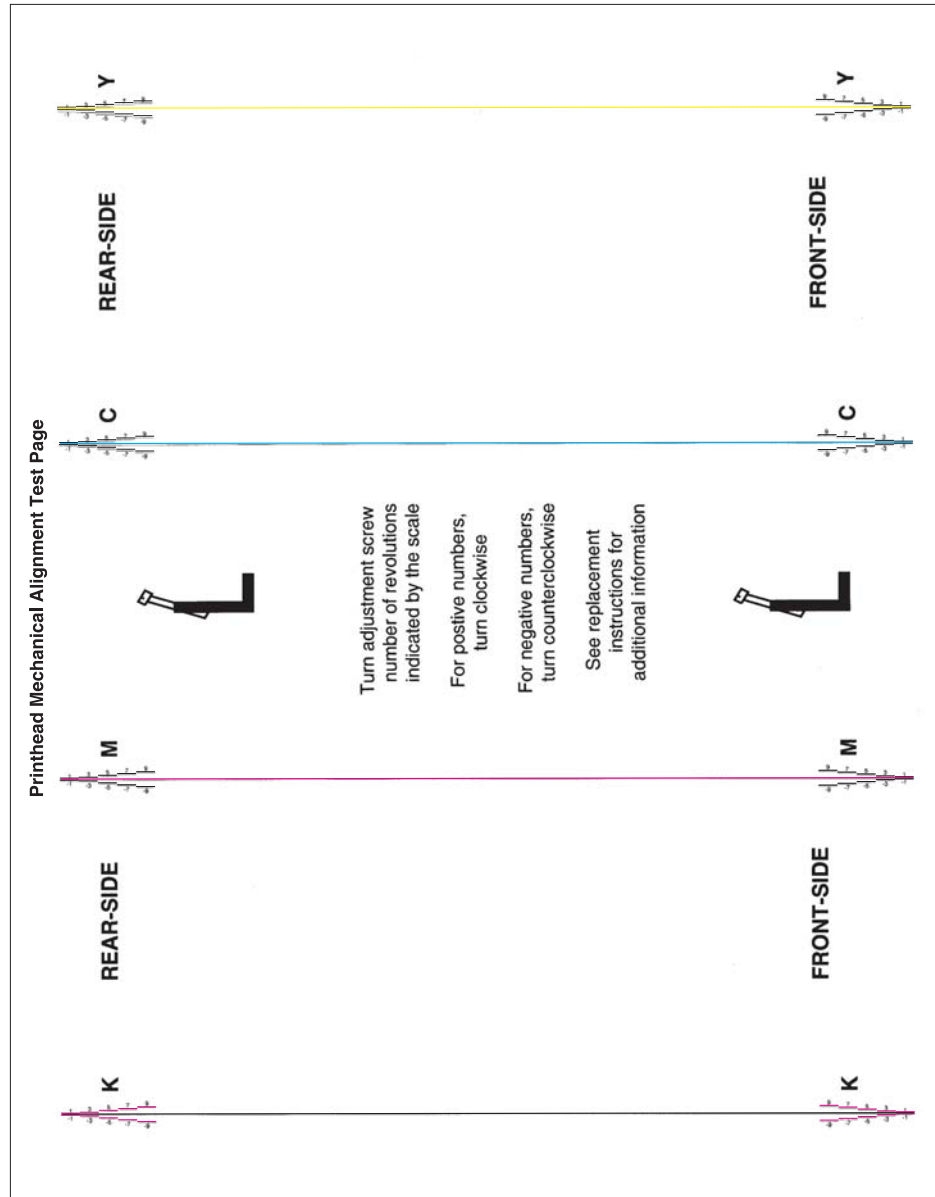 Printhead Mechanical Alignment Test Page
K REAR-SIDE M C REAR-SIDE Y
Turn adjustment screw
number of revolutions
indicated by the scale
For postive numbers,
turn clockwise
For negative numbers,
turn counterclockwise
See replacement
instructions for
additional information
K FRONT-SIDE M C FRONT-SIDE Y